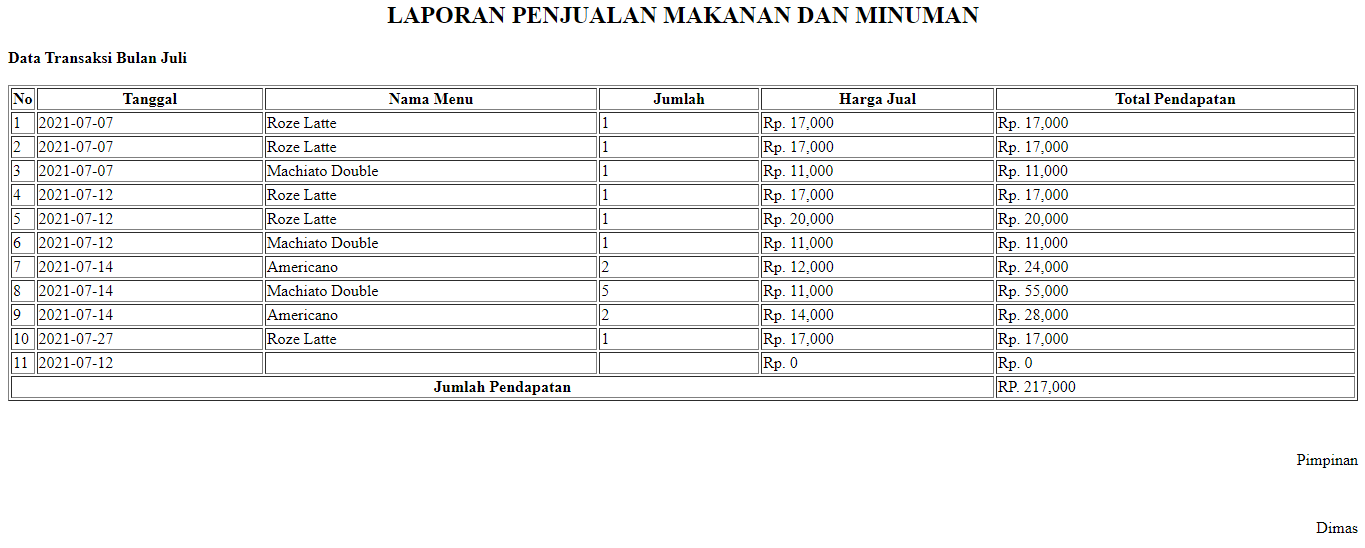 LAPORAN PENJUALAN MAKANAN DAN MINUMAN
Data Transaksi Bulan Juli
No Tanggal Nama Menu Jumlah Harga Jual Total Pendapatan
1 2021-07-07 Roze Latte 1 Rp. 17,000 Rp. 17,000
2 2021-07-07 Roze Latte 1 Rp. 17,000 Rp. 17,000
3 2021-07-07 Machiato Double 1 Rp. 11,000 Rp. 11,000
4 2021-07-12 Roze Latte 1 Rp. 17,000 Rp. 17,000
5 2021-07-12 Roze Latte 1 Rp. 20,000 Rp. 20,000
6 2021-07-12 Machiato Double 1 Rp. 11,000 Rp. 11,000
7 2021-07-14 Americano 2 Rp. 12,000 Rp. 24,000
8 2021-07-14 Machiato Double 5 Rp. 11,000 Rp. 55,000
9 2021-07-14 Americano 2 Rp. 14,000 Rp. 28,000
10 2021-07-27 Roze Latte 1 Rp. 17,000 Rp. 17,000
11 2021-07-12 Rp. 0 Rp. 0
Jumlah Pendapatan RP. 217,000
Pimpinan
Dimas